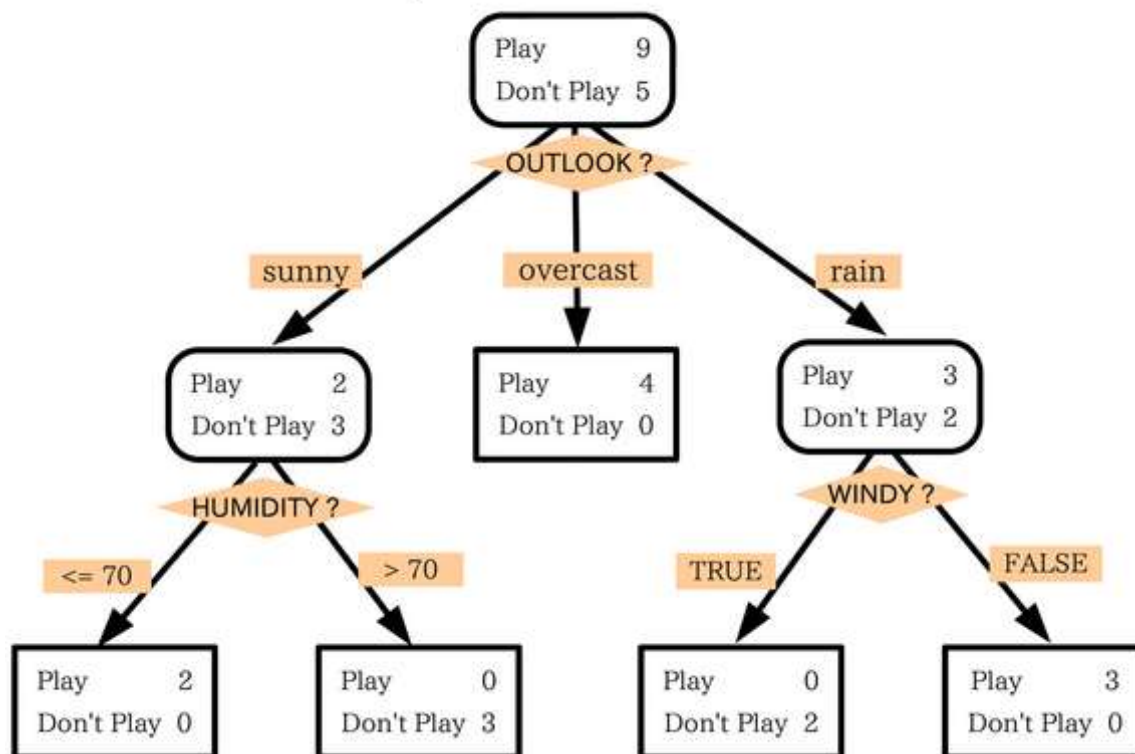 Play 9
Don't Play 5
OUTLOOK ?
sunny
overcast
rain
Play 2
Don't Play 3
Play 4
Don't Play 0
Play 3
Don't Play 2
HUMIDITY ?
WINDY ?
<= 70
> 70
TRUE
FALSE
Play 2
Don't Play 0
Play 0
Don't Play 3
Play 0
Don't Play 2
Play 3
Don't Play 0